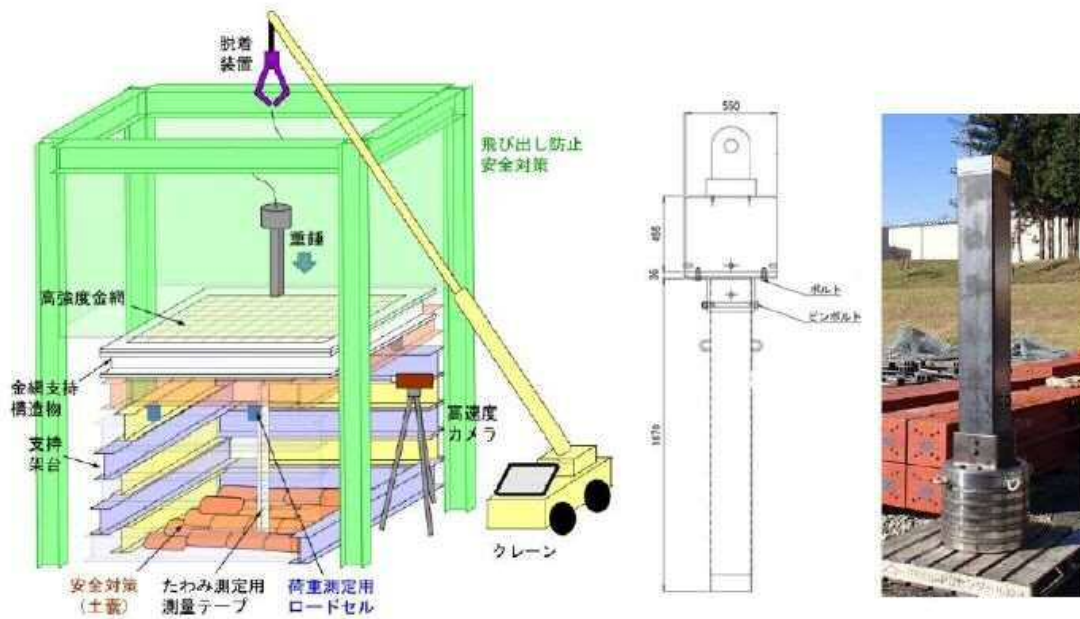 脱着
装置
飛び出し防止
安全対策
重錘
高強度金網
金網支持
構造物
支持
架台
高速度
カメラ
クレーン
安全対策
(土嚢)
たわみ測定用
測量テープ
荷重測定用
ロードセル
550
36
ボルト
ピンボルト